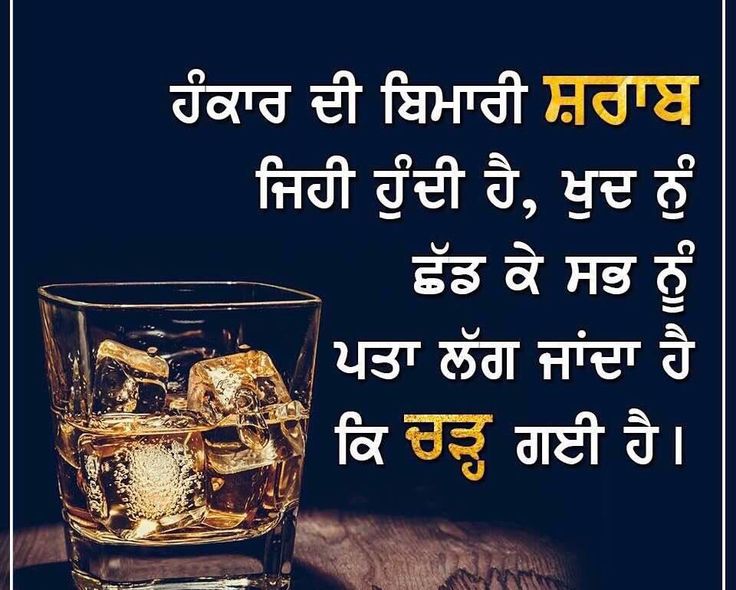 ਹੰਕਾਰ ਦੀ ਬਿਮਾਰੀ ਸ਼ਰਾਬ
ਜਿਹੀ ਹੁੰਦੀ ਹੈ, ਖੁਦ ਨੁੰ
ਛੱਡ ਕੇ ਸਭ ਨੂੰ
ਪਤਾ ਲੱਗ ਜਾਂਦਾ ਹੈ
ਕਿ ਚੜ੍ਹ ਗਈ ਹੈ।